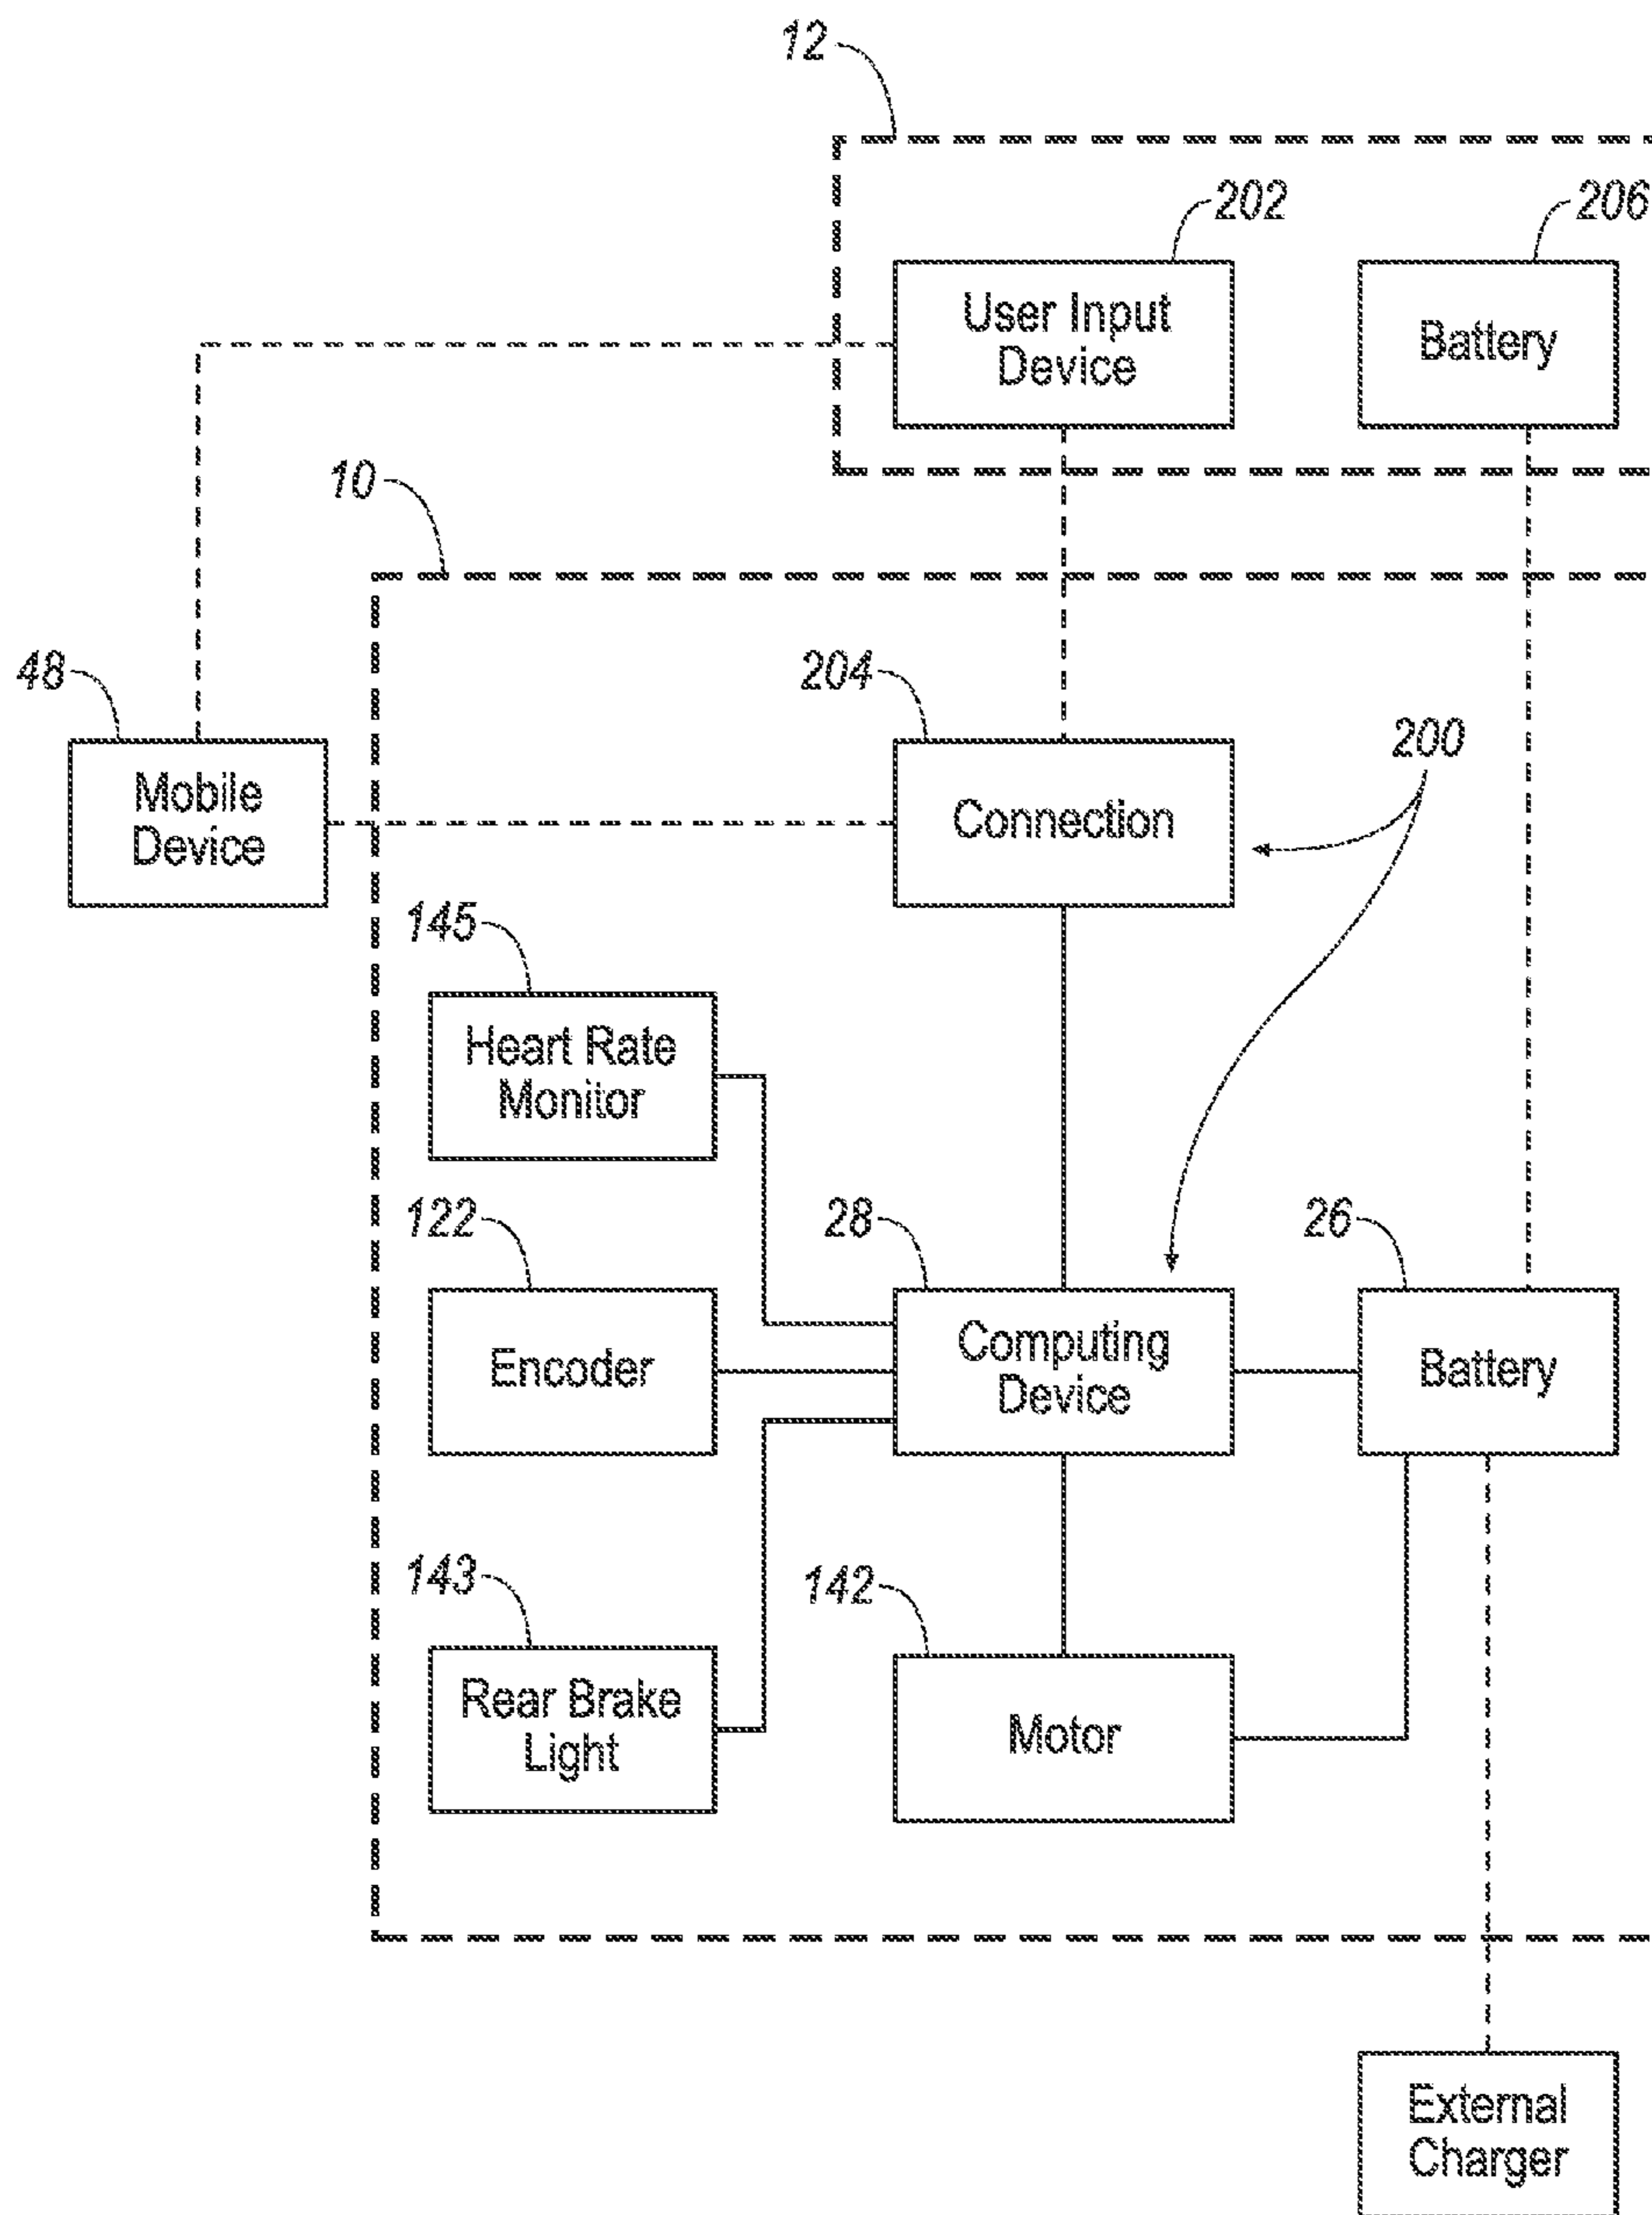 12
202
206
User Input
Device
Battery
10
48
204
200
Mobile
Device
Connection
145
Heart Rate
Monitor
122
28
26
Encoder
Computing
Device
Battery
143
142
Rear Brake
Light
Motor
External
Charger